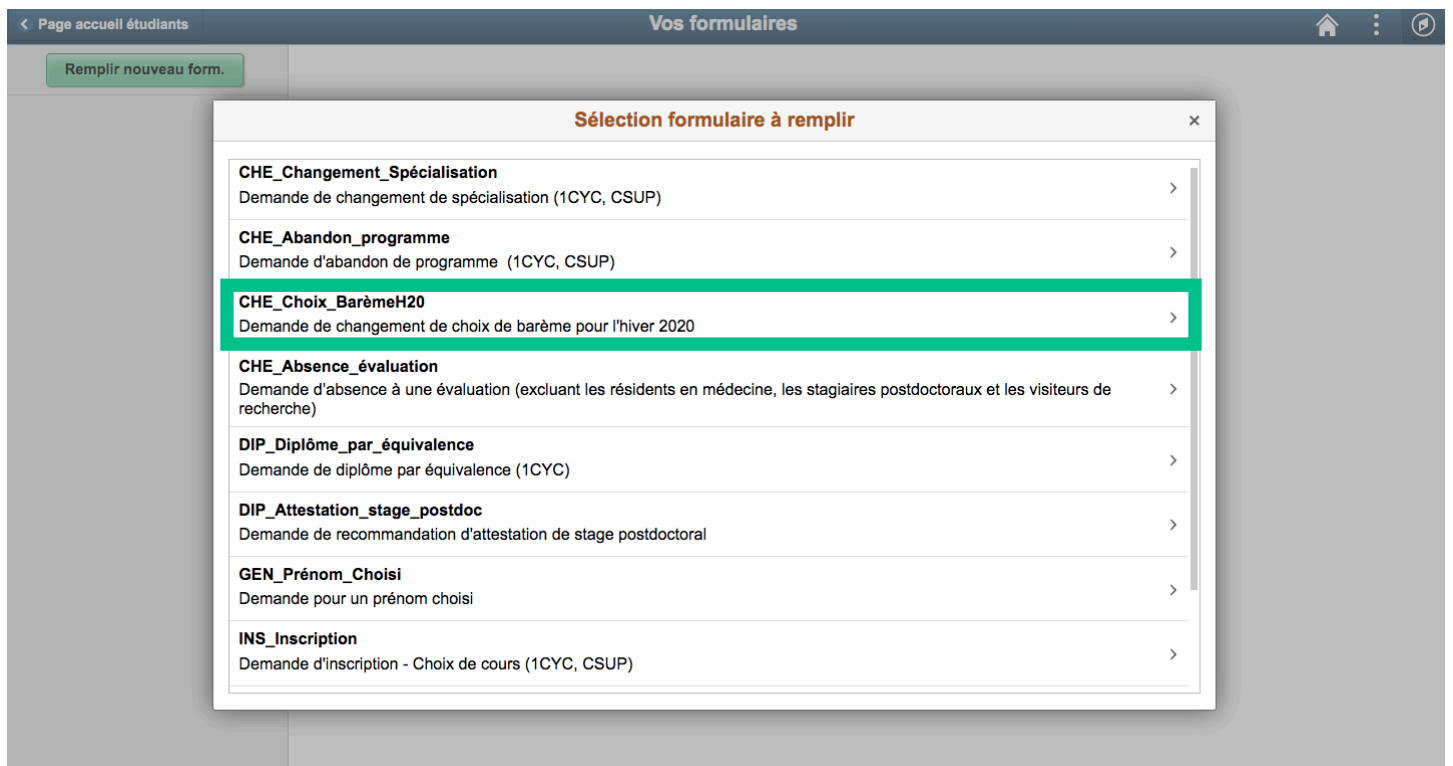 Page accueil étudiants
Vos formulaires
Remplir nouveau form.
Sélection formulaire à remplir
×
CHE_Changement_Spécialisation
Demande de changement de spécialisation (1CYC, CSUP)
CHE_Abandon_programme
Demande d'abandon de programme (1CYC, CSUP)
CHE_Choix_BarèmeH20
Demande de changement de choix de barème pour l'hiver 2020
CHE_Absence_évaluation
Demande d'absence à une évaluation (excluant les résidents en médecine, les stagiaires postdoctoraux et les visiteurs de
recherche)
DIP_Diplôme_par_équivalence
Demande de diplôme par équivalence (1CYC)
DIP_Attestation_stage_postdoc
Demande de recommandation d'attestation de stage postdoctoral
GEN_Prénom_Choisi
Demande pour un prénom choisi
INS_Inscription
Demande d'inscription - Choix de cours (1CYC, CSUP)